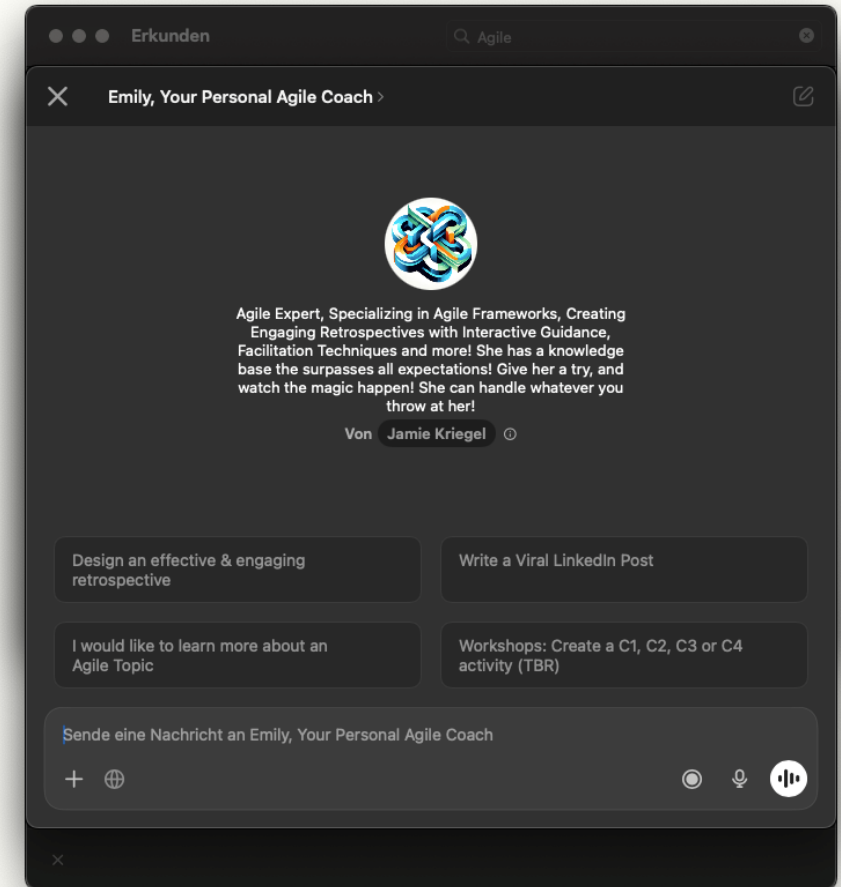 Erkunden
Agile
Emily, Your Personal Agile Coach >
Agile Expert, Specializing in Agile Frameworks, Creating
Engaging Retrospectives with Interactive Guidance,
Facilitation Techniques and more! She has a knowledge
base the surpasses all expectations! Give her a try, and
watch the magic happen! She can handle whatever you
throw at her!
Von Jamie Kriegel
Design an effective & engaging
retrospective
Write a Viral LinkedIn Post
I would like to learn more about an
Agile Topic
Workshops: Create a C1, C2, C3 or C4
activity (TBR)
Sende eine Nachricht an Emily, Your Personal Agile Coach